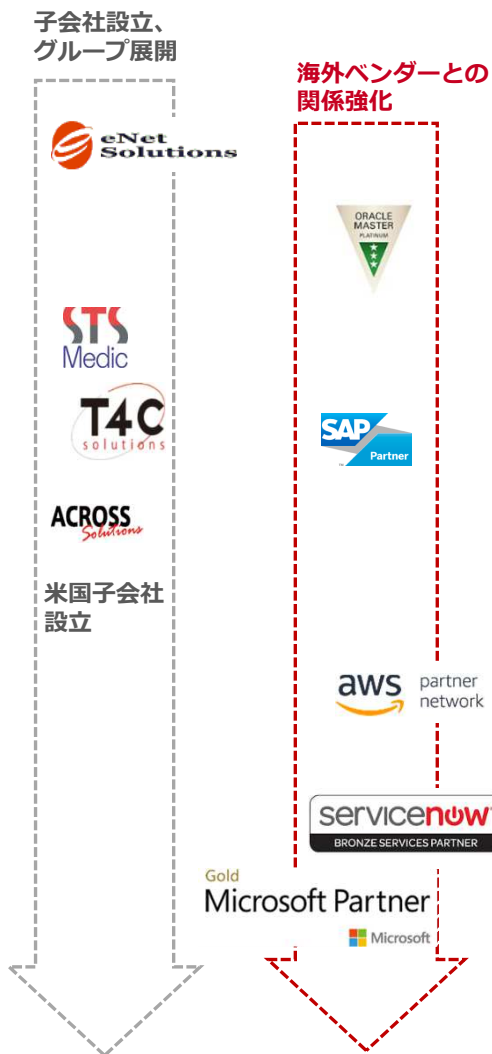 子会社設立、
グループ展開
eNet
Solutions
STS
Medic
T4C
solutions
ACROSS
Solutions
米国子会社
設立
海外ベンダーとの
関係強化
ORACLE
MASTER
PLATINUM
SAP
Partner
aws partner
network
servicenow
BRONZE SERVICES PARTNER
Gold
Microsoft Partner
Microsoft